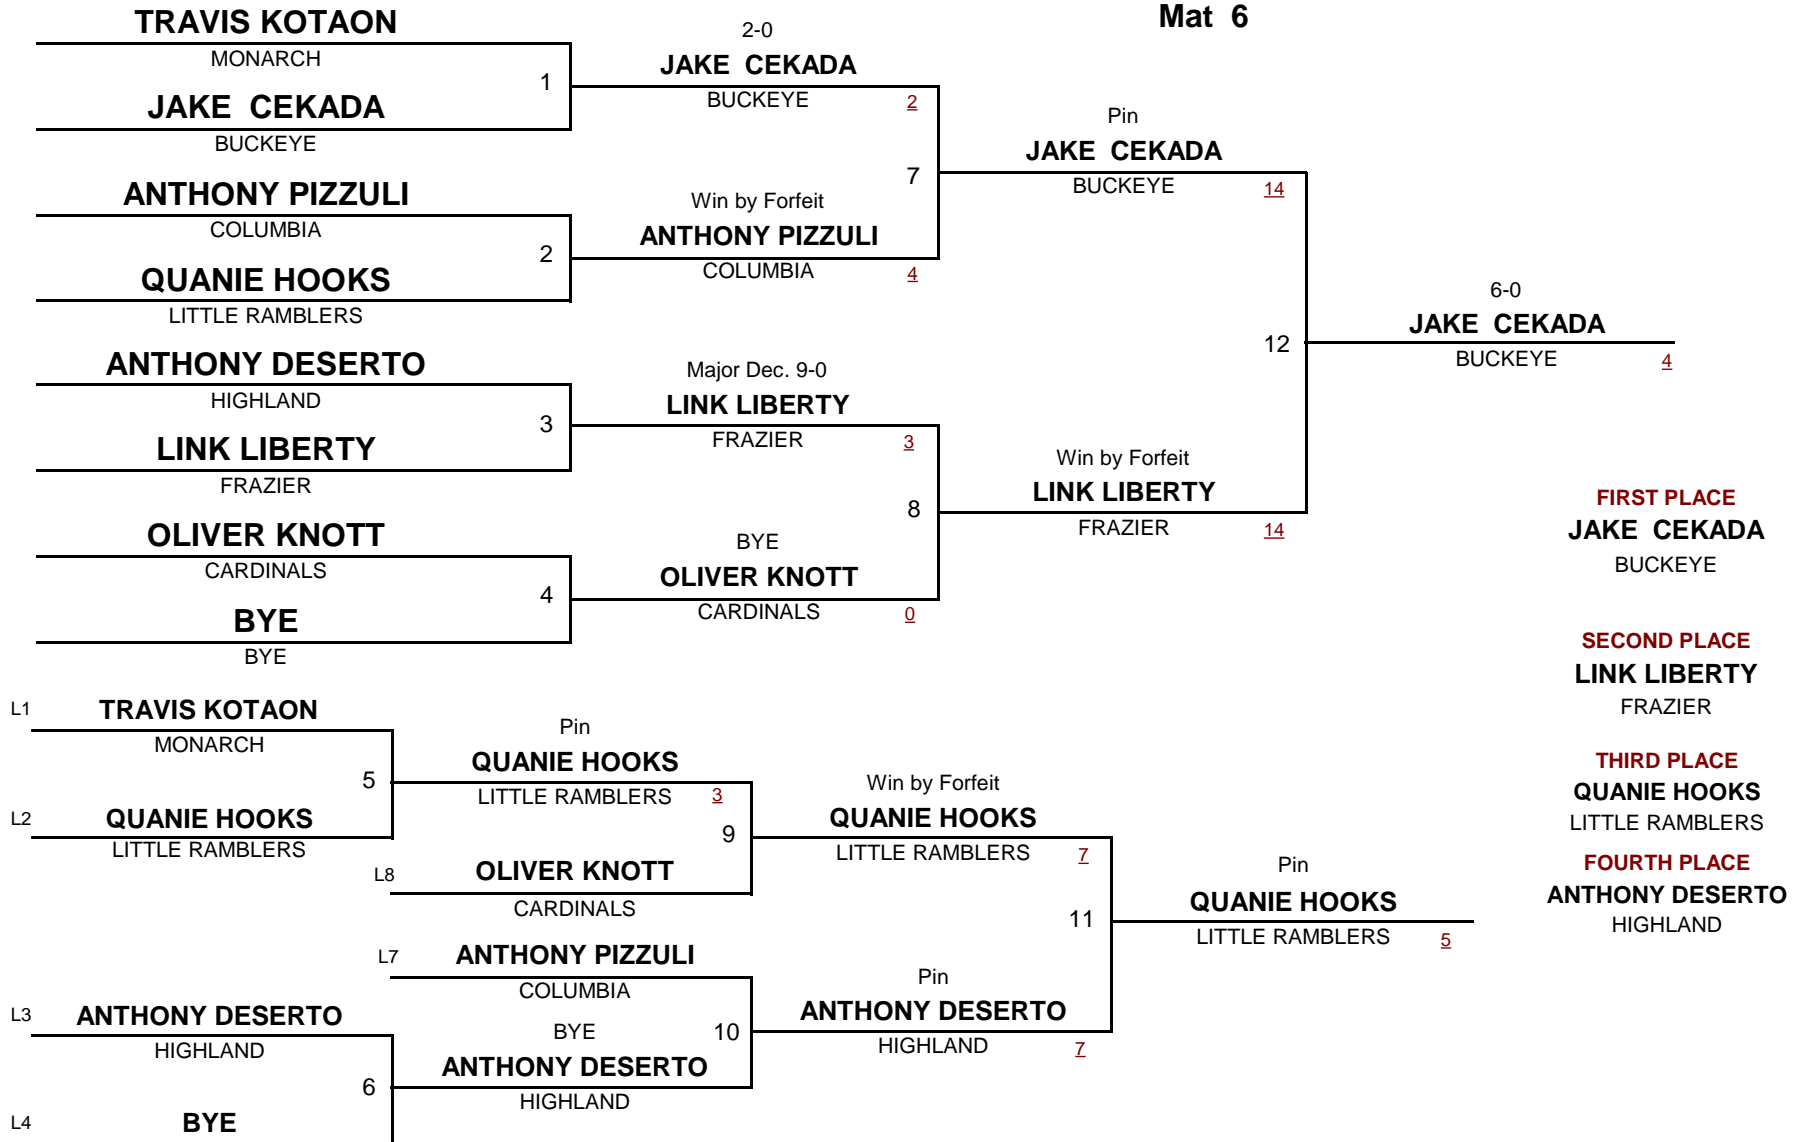 Mat 6
TRAVIS KOTAON
MONARCH
1
JAKE CEKADA
BUCKEYE
2-0
JAKE CEKADA
BUCKEYE
2
ANTHONY PIZZULI
COLUMBIA
2
QUANIE HOOKS
LITTLE RAMBLERS
Win by Forfeit
ANTHONY PIZZULI
COLUMBIA
4
7
Pin
JAKE CEKADA
BUCKEYE
14
ANTHONY DESERTO
HIGHLAND
3
LINK LIBERTY
FRAZIER
Major Dec. 9-0
LINK LIBERTY
FRAZIER
3
OLIVER KNOTT
CARDINALS
4
BYE
BYE
BYE
OLIVER KNOTT
CARDINALS
0
8
Win by Forfeit
LINK LIBERTY
FRAZIER
14
12
6-0
JAKE CEKADA
BUCKEYE
4
FIRST PLACE
JAKE CEKADA
BUCKEYE
SECOND PLACE
LINK LIBERTY
FRAZIER
THIRD PLACE
QUANIE HOOKS
LITTLE RAMBLERS
FOURTH PLACE
ANTHONY DESERTO
HIGHLAND
L1
TRAVIS KOTAON
MONARCH
5
L2
QUANIE HOOKS
LITTLE RAMBLERS
Pin
QUANIE HOOKS
LITTLE RAMBLERS
3
9
L8
OLIVER KNOTT
CARDINALS
Win by Forfeit
QUANIE HOOKS
LITTLE RAMBLERS
7
L7
ANTHONY PIZZULI
COLUMBIA
10
L3
ANTHONY DESERTO
HIGHLAND
6
L4
BYE
BYE
ANTHONY DESERTO
HIGHLAND
Pin
ANTHONY DESERTO
HIGHLAND
7
11
Pin
QUANIE HOOKS
LITTLE RAMBLERS
5